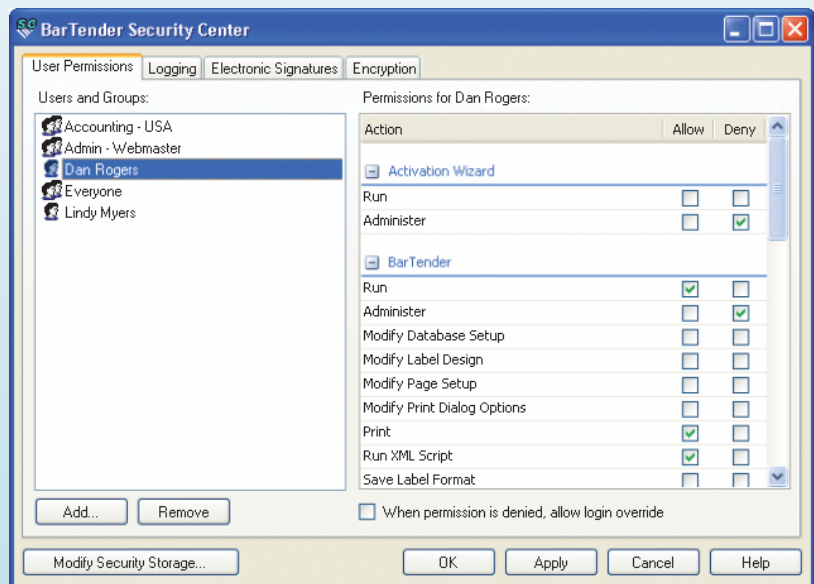 BarTender Security Center
User Permissions Logging Electronic Signatures Encryption
Users and Groups:
Accounting - USA
Admin - Webmaster
Dan Rogers
Everyone
Lindy Myers
Add... Remove
Permissions for Dan Rogers:
Action Allow Deny
Activation Wizard
Run
Administer
BarTender
Run
Administer
Modify Database Setup
Modify Label Design
Modify Page Setup
Modify Print Dialog Options
Print
Run XML Script
Save Label Format
When permission is denied, allow login override
Modify Security Storage... OK Apply Cancel Help